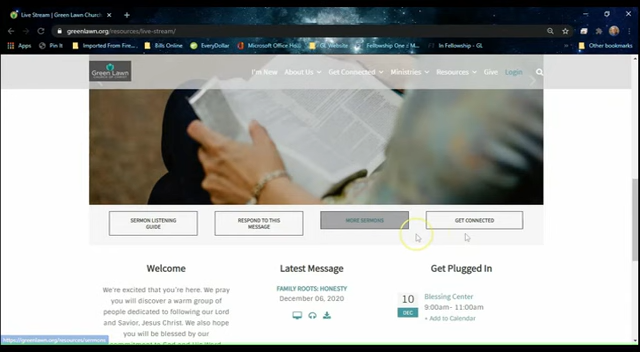 Live Stream | Green Lawn Church
greenlawn.org/resources/live-stream/
Apps Pin it Imported From Fire... Bills Online EveryDollar Microsoft Office Ho... GL Website Fellowship One In Fellowship - GL Other bookmarks
Green Lawn
I'm New About Us Get Connected Ministries Resources Give Login
SERMON LISTENING
GUIDE
RESPOND TO THIS
MESSAGE
MORE SERMONS
GET CONNECTED
Welcome
We're excited that you're here. We pray
you will discover a warm group of
people dedicated to following our Lord
and Savior, Jesus Christ. We also hope
you will be blessed by our
Latest Message
FAMILY ROOTS: HONESTY
December 06, 2020
Get Plugged In
10
DEC
Blessing Center
9:00am- 11:00am
+ Add to Calendar
https://greenlawn.org/resources/sermons